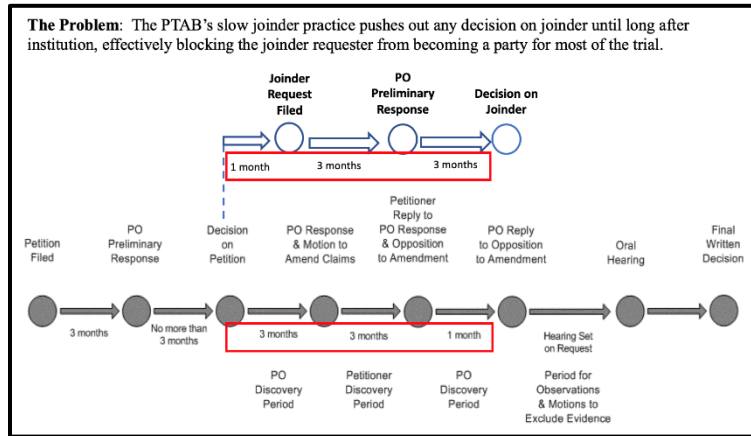 The Problem: The PTAB's slow joinder practice pushes out any decision on joinder until long after
institution, effectively blocking the joinder requester from becoming a party for most of the trial.
Joinder
Request
Filed
PO
Preliminary
Response
Decision on
Joinder
1 month
3 months
3 months
Petition
Filed
PO
Preliminary
Response
Decision
on
Petition
PO Response
& Motion to
Amend Claims
Petitioner
Reply to
PO Response
& Opposition
to Amendment
PO Reply
to Opposition
to Amendment
Oral
Hearing
Final
Written
Decision
3 months
No more than
3 months
3 months
3 months
1 month
Hearing Set
on Request
PO
Discovery
Period
Petitioner
Discovery
Period
PO
Discovery
Period
Period for
Observations
& Motions to
Exclude Evidence